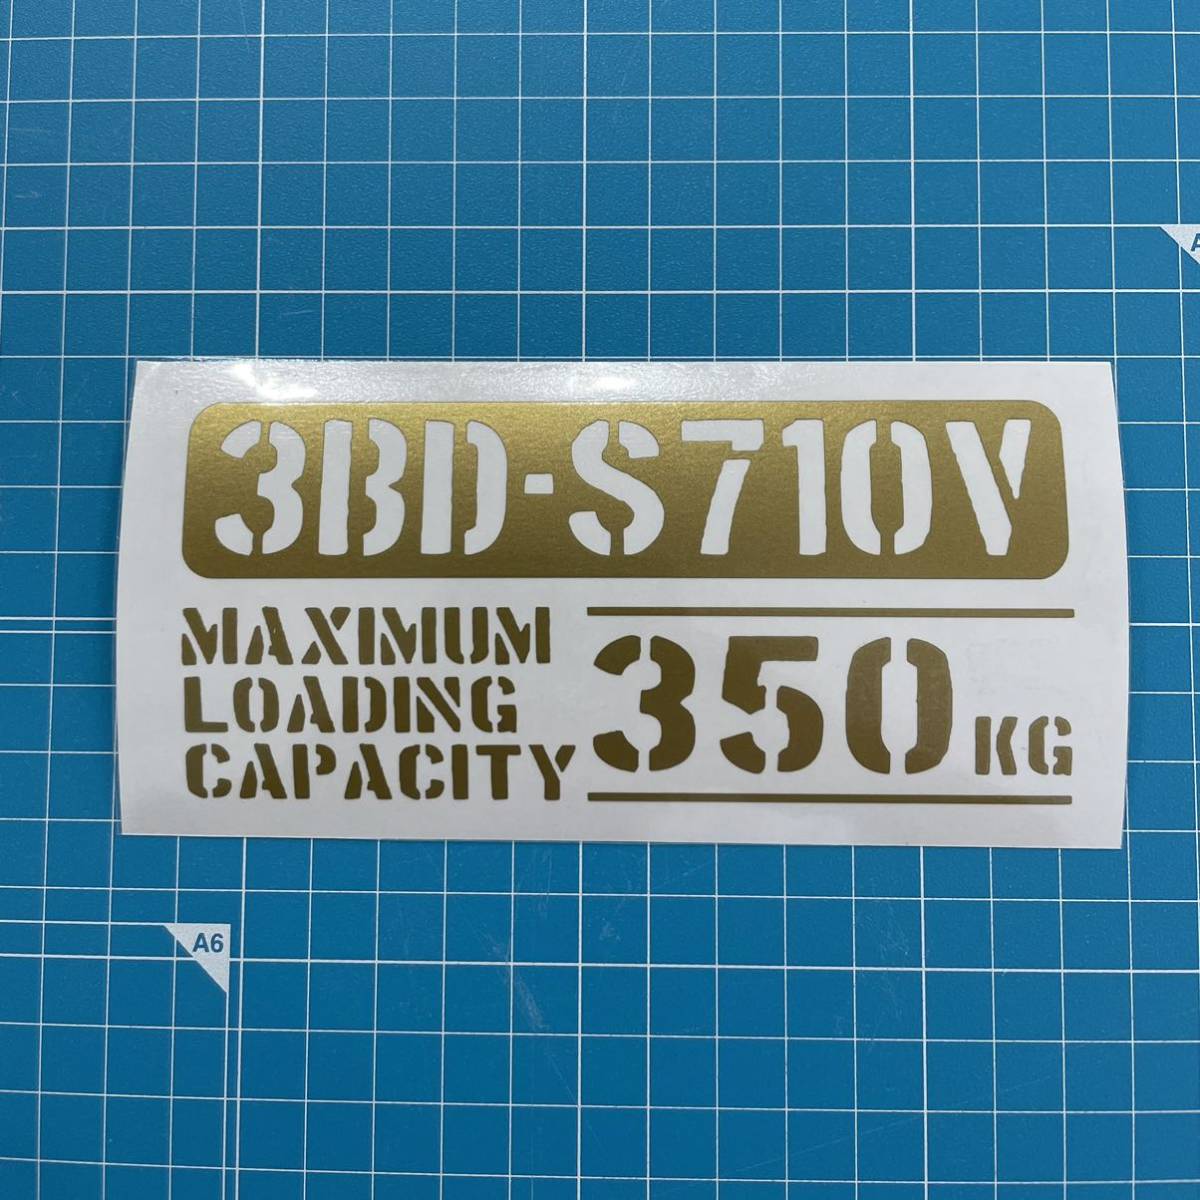 3BD-S710V
MAXIMUM
LOADING
CAPACITY
350 KG
A6